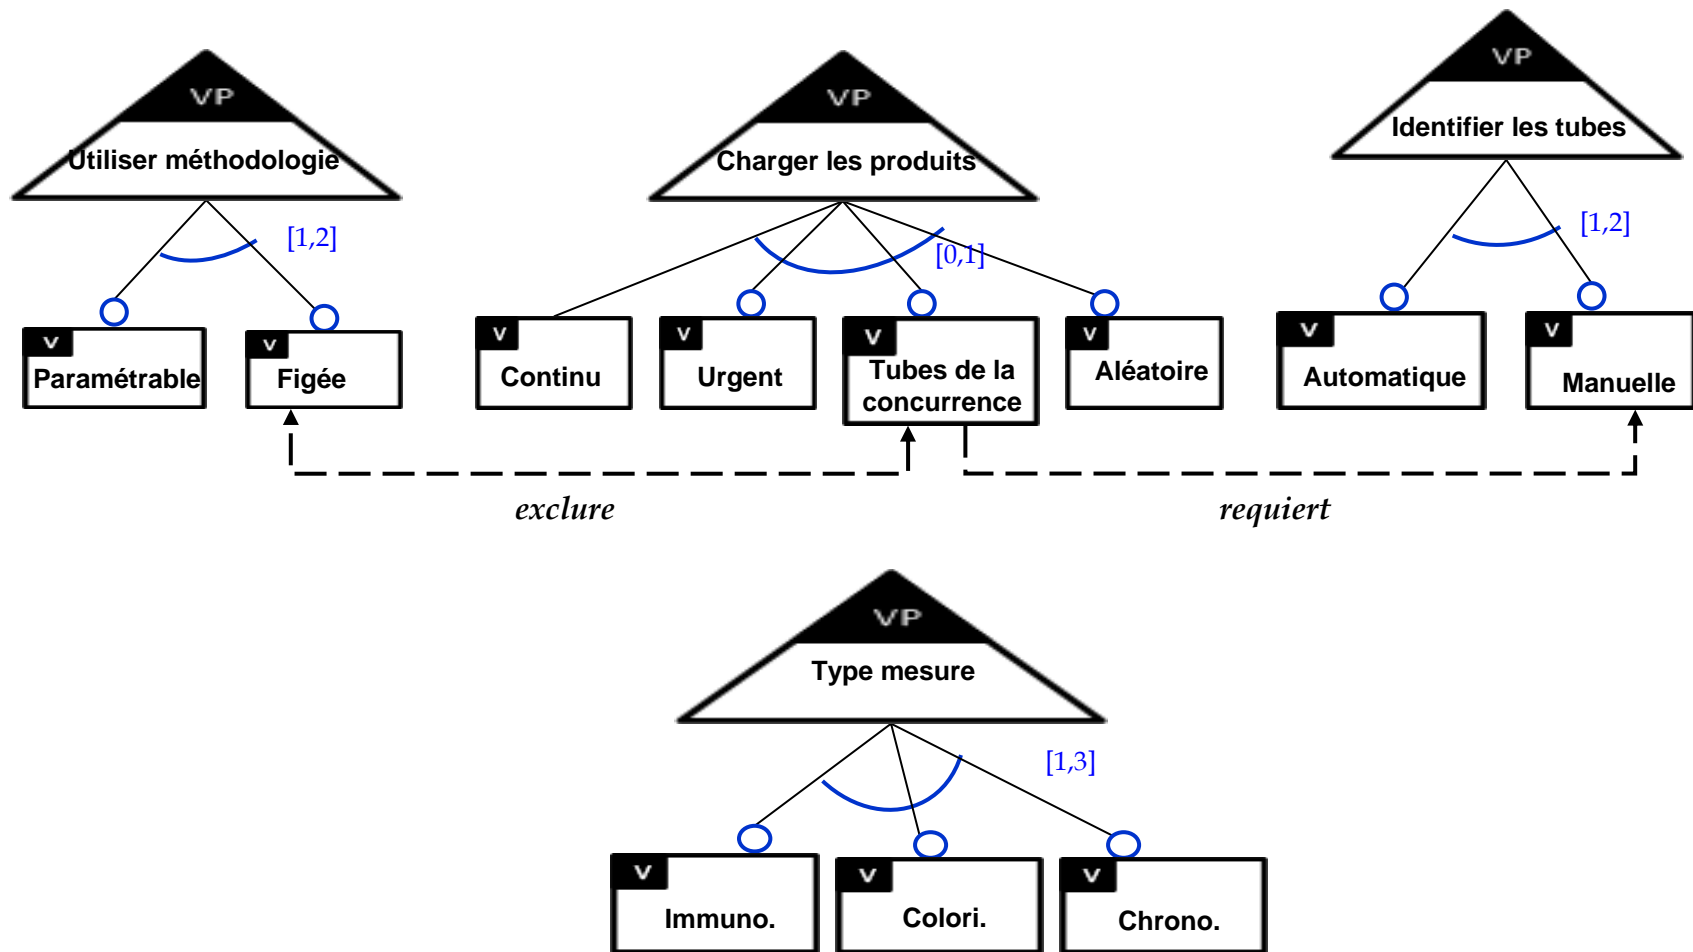 VP
Utiliser méthodologie
[1,2]
V
Paramétrable
V
Figée
VP
Charger les produits
[0,1]
V
Continu
V
Urgent
V
Tubes de la
concurrence
V
Aléatoire
VP
Identifier les tubes
[1,2]
V
Automatique
V
Manuelle
exclure
requiert
VP
Type mesure
[1,3]
V
Immuno.
V
Colori.
V
Chrono.